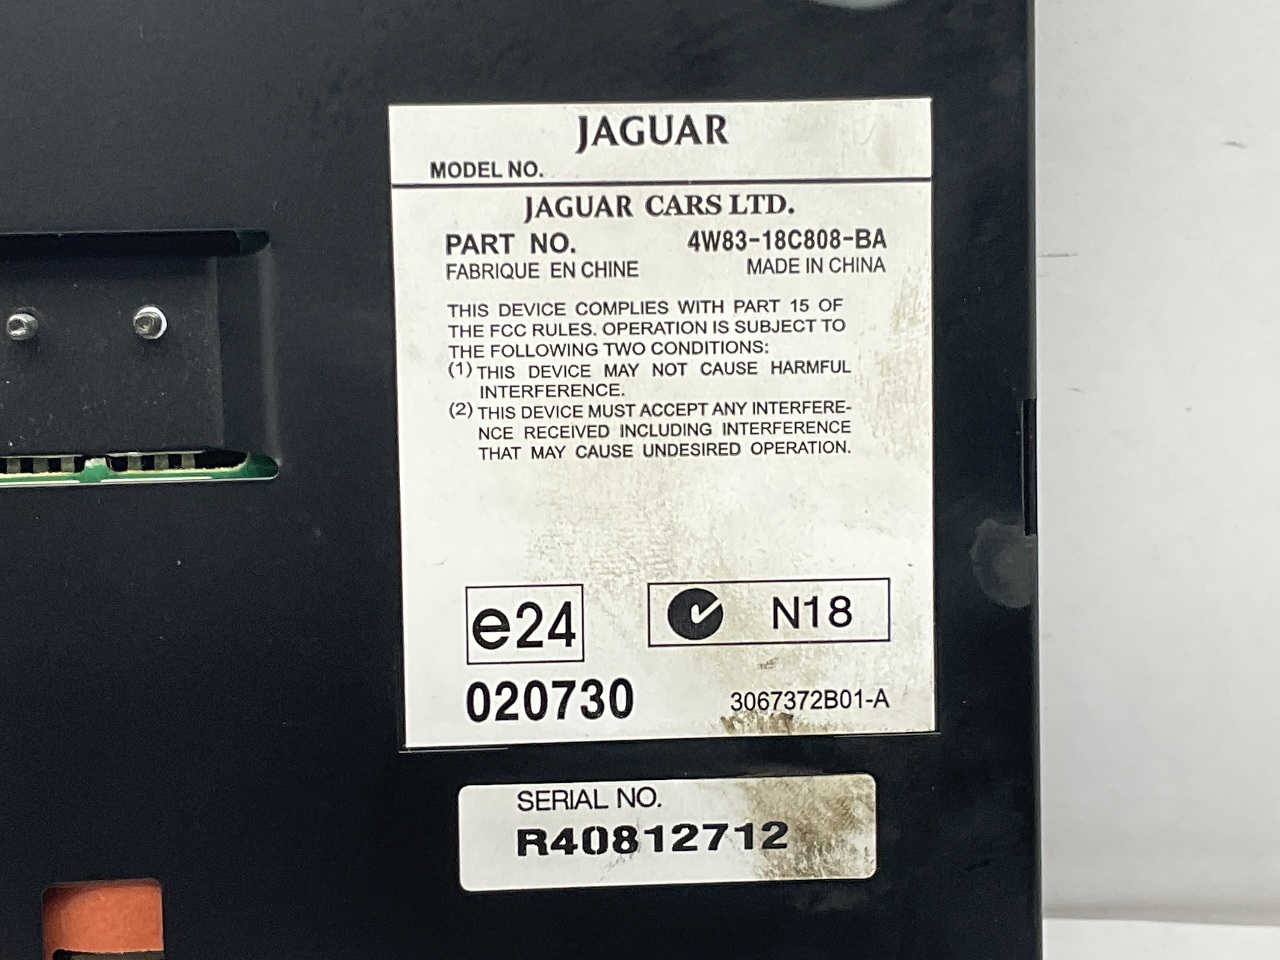 JAGUAR
MODEL NO.
JAGUAR CARS LTD.
PART NO. 4W83-18C808-BA
FABRIQUE EN CHINE MADE IN CHINA
THIS DEVICE COMPLIES WITH PART 15 OF
THE FCC RULES. OPERATION IS SUBJECT TO
THE FOLLOWING TWO CONDITIONS:
(1) THIS DEVICE MAY NOT CAUSE HARMFUL
INTERFERENCE.
(2) THIS DEVICE MUST ACCEPT ANY INTERFERE-
NCE RECEIVED INCLUDING INTERFERENCE
THAT MAY CAUSE UNDESIRED OPERATION.
e24 N18
020730 3067372B01-A
SERIAL NO.
R40812712